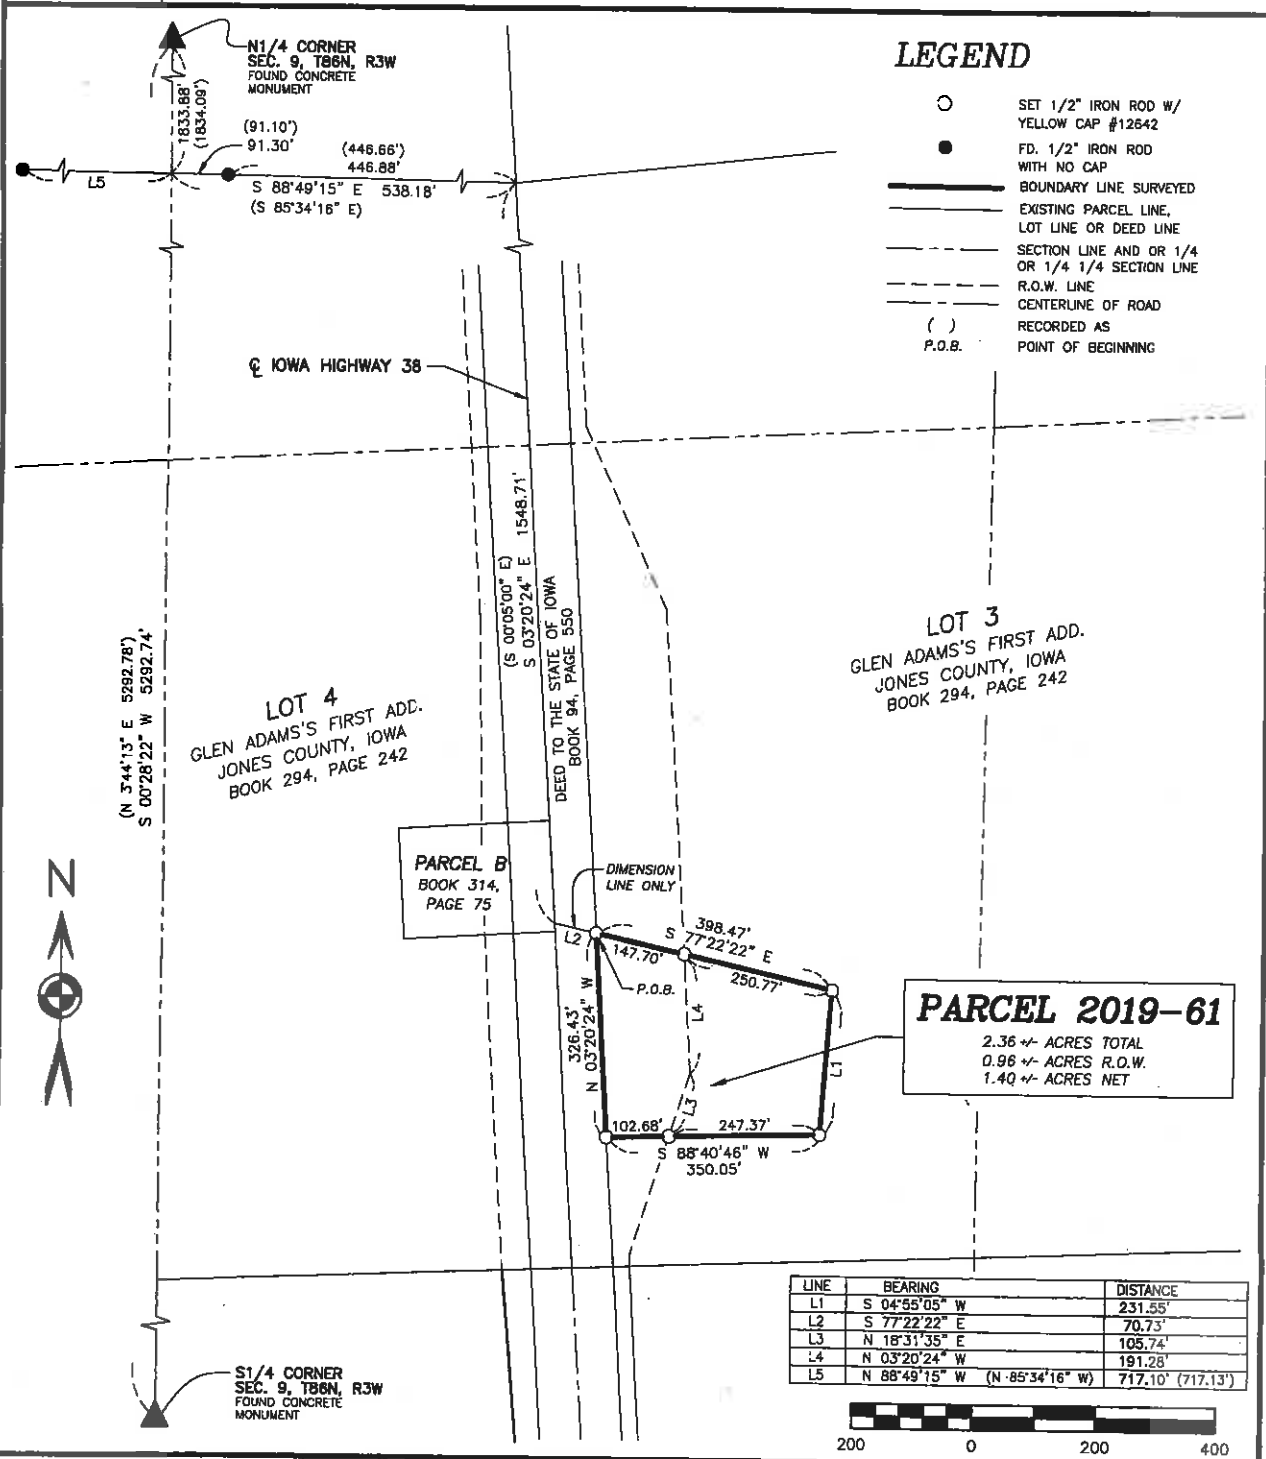 N1/4 CORNER
SEC. 9, T86N, R3W
FOUND CONCRETE
MONUMENT
1833.88'
(1834.09')
(91.10')
91.30'
(446.66')
446.88'
L5
S 88°49'15" E 538.18'
(S 85°34'16" E)
LEGEND
SET 1/2" IRON ROD W/
YELLOW CAP #12642
FD. 1/2" IRON ROD
WITH NO CAP
BOUNDARY LINE SURVEYED
EXISTING PARCEL LINE,
LOT LINE OR DEED LINE
SECTION LINE AND OR 1/4
OR 1/4 1/4 SECTION LINE
R.O.W. LINE
CENTERLINE OF ROAD
( ) RECORDED AS
P.O.B. POINT OF BEGINNING
℄ IOWA HIGHWAY 38
(S 00°05'00" E)
S 03°20'24" E 1548.71'
DEED TO THE STATE OF IOWA
BOOK 94, PAGE 550
(N 3°44'13" E 5292.78')
S 00°28'22" W 5292.74'
LOT 4
GLEN ADAMS'S FIRST ADD.
JONES COUNTY, IOWA
BOOK 294, PAGE 242
LOT 3
GLEN ADAMS'S FIRST ADD.
JONES COUNTY, IOWA
BOOK 294, PAGE 242
N
PARCEL B
BOOK 314,
PAGE 75
DIMENSION
LINE ONLY
L2
398.47'
S 77°22'22" E
147.70'
250.77'
P.O.B.
326.43'
N 03°20'24" W
L4
L1
L3
102.68'
247.37'
S 88°40'46" W
350.05'
PARCEL 2019-61
2.36 +/- ACRES TOTAL
0.96 +/- ACRES R.O.W.
1.40 +/- ACRES NET
LINE BEARING DISTANCE
L1 S 04°55'05" W 231.55'
L2 S 77°22'22" E 70.73'
L3 N 18°31'35" E 105.74'
L4 N 03°20'24" W 191.28'
L5 N 88°49'15" W (N 85°34'16" W) 717.10' (717.13')
S1/4 CORNER
SEC. 9, T86N, R3W
FOUND CONCRETE
MONUMENT
200 0 200 400